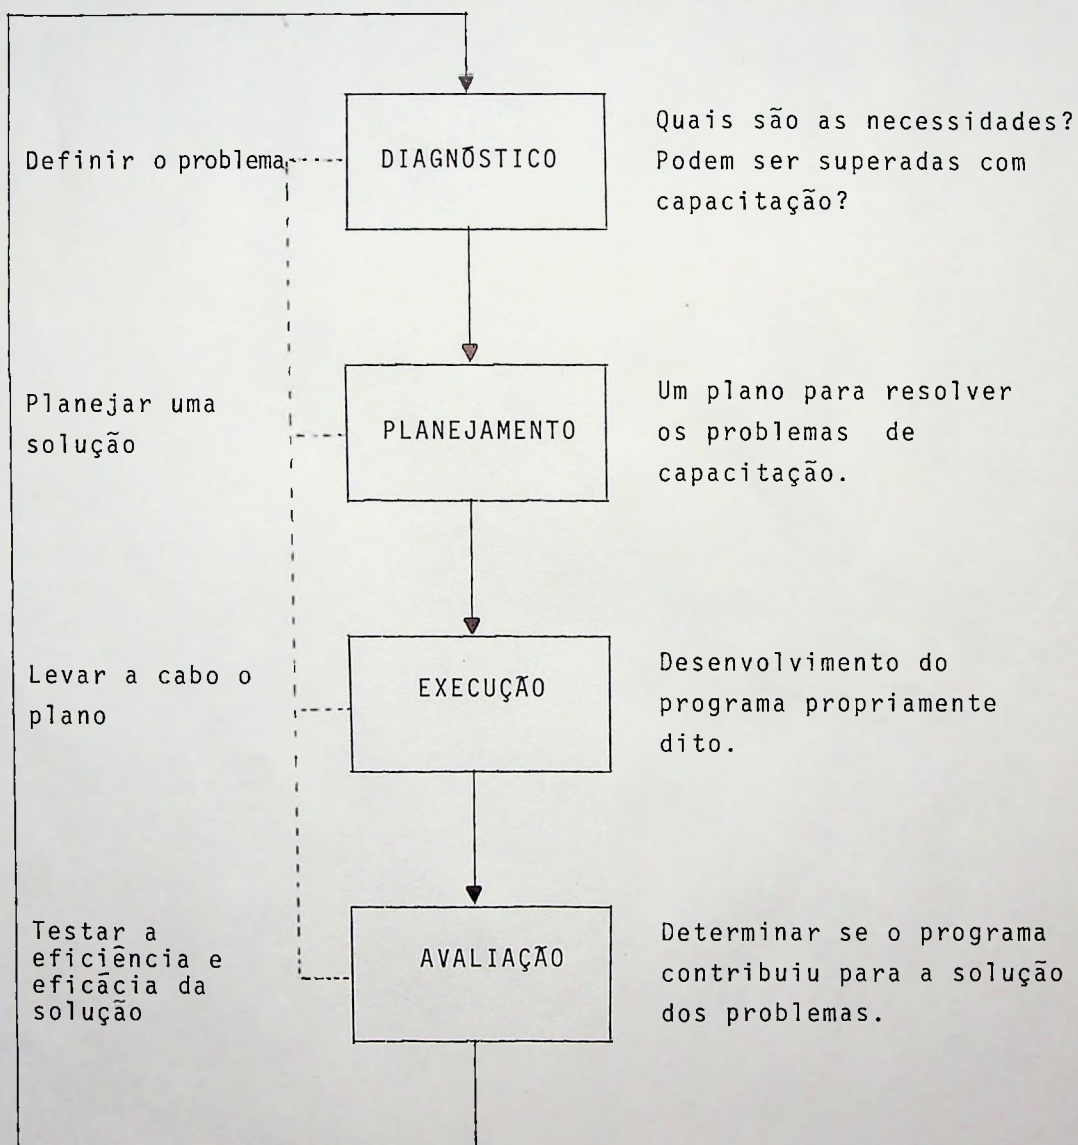 Definir o problema
DIAGNÓSTICO
Quais são as necessidades?
Podem ser superadas com
capacitação?
Planejar uma
solução
PLANEJAMENTO
Um plano para resolver
os problemas de
capacitação.
Levar a cabo o
plano
EXECUÇÃO
Desenvolvimento do
programa propriamente
dito.
Testar a
eficiência e
eficácia da
solução
AVALIAÇÃO
Determinar se o programa
contribuiu para a solução
dos problemas.